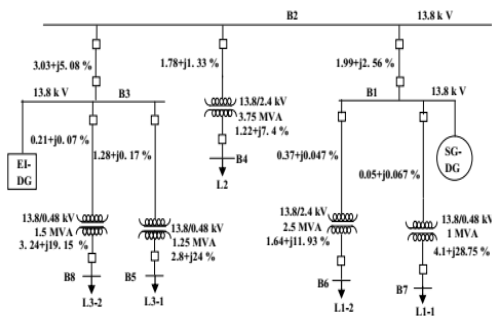 B2
13.8 k V
3.03+j5. 08 %
1.78+j1. 33 %
1.99+j2. 56 %
13.8 k V
B3
B1
13.8 kV
EI-
DG
0.21+j0. 07 %
1.28+j0. 17 %
13.8/2.4 kV
3.75 MVA
1.22+j7. 4 %
B4
L2
0.37+j0.047 %
0.05+j0.067 %
SG-
DG
13.8/0.48 kV
1.5 MVA
3. 24+j19. 15 %
B8
L3-2
13.8/0.48 kV
1.25 MVA
2.8+j24 %
B5
L3-1
13.8/2.4 kV
2.5 MVA
1.64+j11. 93 %
B6
L1-2
13.8/0.48 kV
1 MVA
4.1+j28.75 %
B7
L1-1